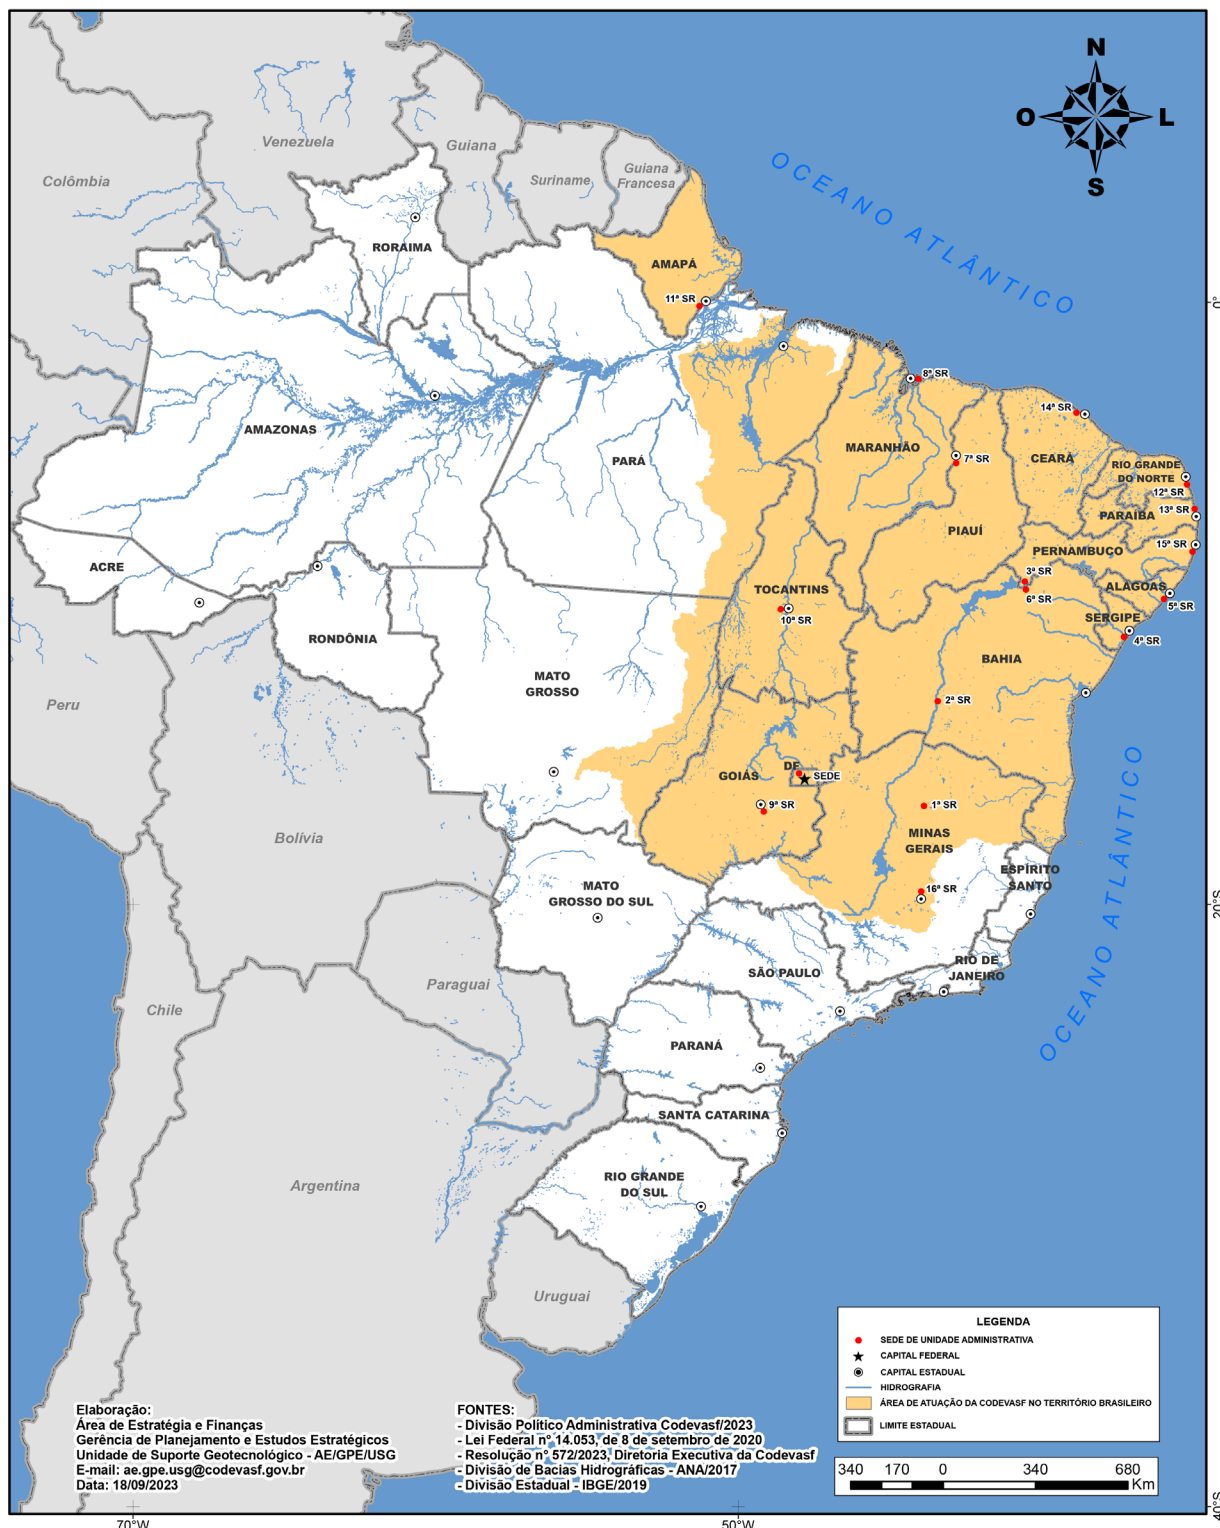 N
O
L
S
OCEANO ATLÂNTICO
Venezuela
Guiana
Suriname
Guiana
Francesa
Colômbia
RORAIMA
AMAPÁ
11ª SR
0°
8ª SR
14ª SR
AMAZONAS
PARÁ
MARANHÃO
7ª SR
CEARÁ
RIO GRANDE
DO NORTE
12ª SR
13ª SR
PARAÍBA
PIAUÍ
15ª SR
PERNAMBUCO
ACRE
3ª SR
6ª SR
ALAGOAS
5ª SR
TOCANTINS
10ª SR
SERGIPE
4ª SR
RONDÔNIA
BAHIA
MATO
GROSSO
Peru
2ª SR
GOIÁS
DF
SEDE
9ª SR
1ª SR
MINAS
GERAIS
Bolívia
OCEANO ATLÂNTICO
ESPÍRITO
SANTO
MATO
GROSSO DO SUL
16ª SR
20°S
SÃO PAULO
RIO DE
JANEIRO
Paraguai
Chile
PARANÁ
SANTA CATARINA
RIO GRANDE
DO SUL
Argentina
Uruguai
LEGENDA
SEDE DE UNIDADE ADMINISTRATIVA
CAPITAL FEDERAL
CAPITAL ESTADUAL
HIDROGRAFIA
ÁREA DE ATUAÇÃO DA CODEVASF NO TERRITÓRIO BRASILEIRO
LIMITE ESTADUAL
340 170 0 340 680
Km
Elaboração:
Área de Estratégia e Finanças
Gerência de Planejamento e Estudos Estratégicos
Unidade de Suporte Geotecnológico - AE/GPE/USG
E-mail: ae.gpe.usg@codevasf.gov.br
Data: 18/09/2023
FONTES:
- Divisão Político Administrativa Codevasf/2023
- Lei Federal nº 14.053, de 8 de setembro de 2020
- Resolução nº 572/2023, Diretoria Executiva da Codevasf
- Divisão de Bacias Hidrográficas - ANA/2017
- Divisão Estadual - IBGE/2019
40°S
70°W
50°W